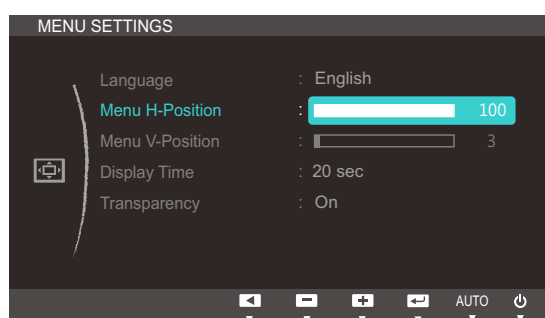 MENU SETTINGS
Language : English
Menu H-Position : 100
Menu V-Position : 3
Display Time : 20 sec
Transparency : On
AUTO